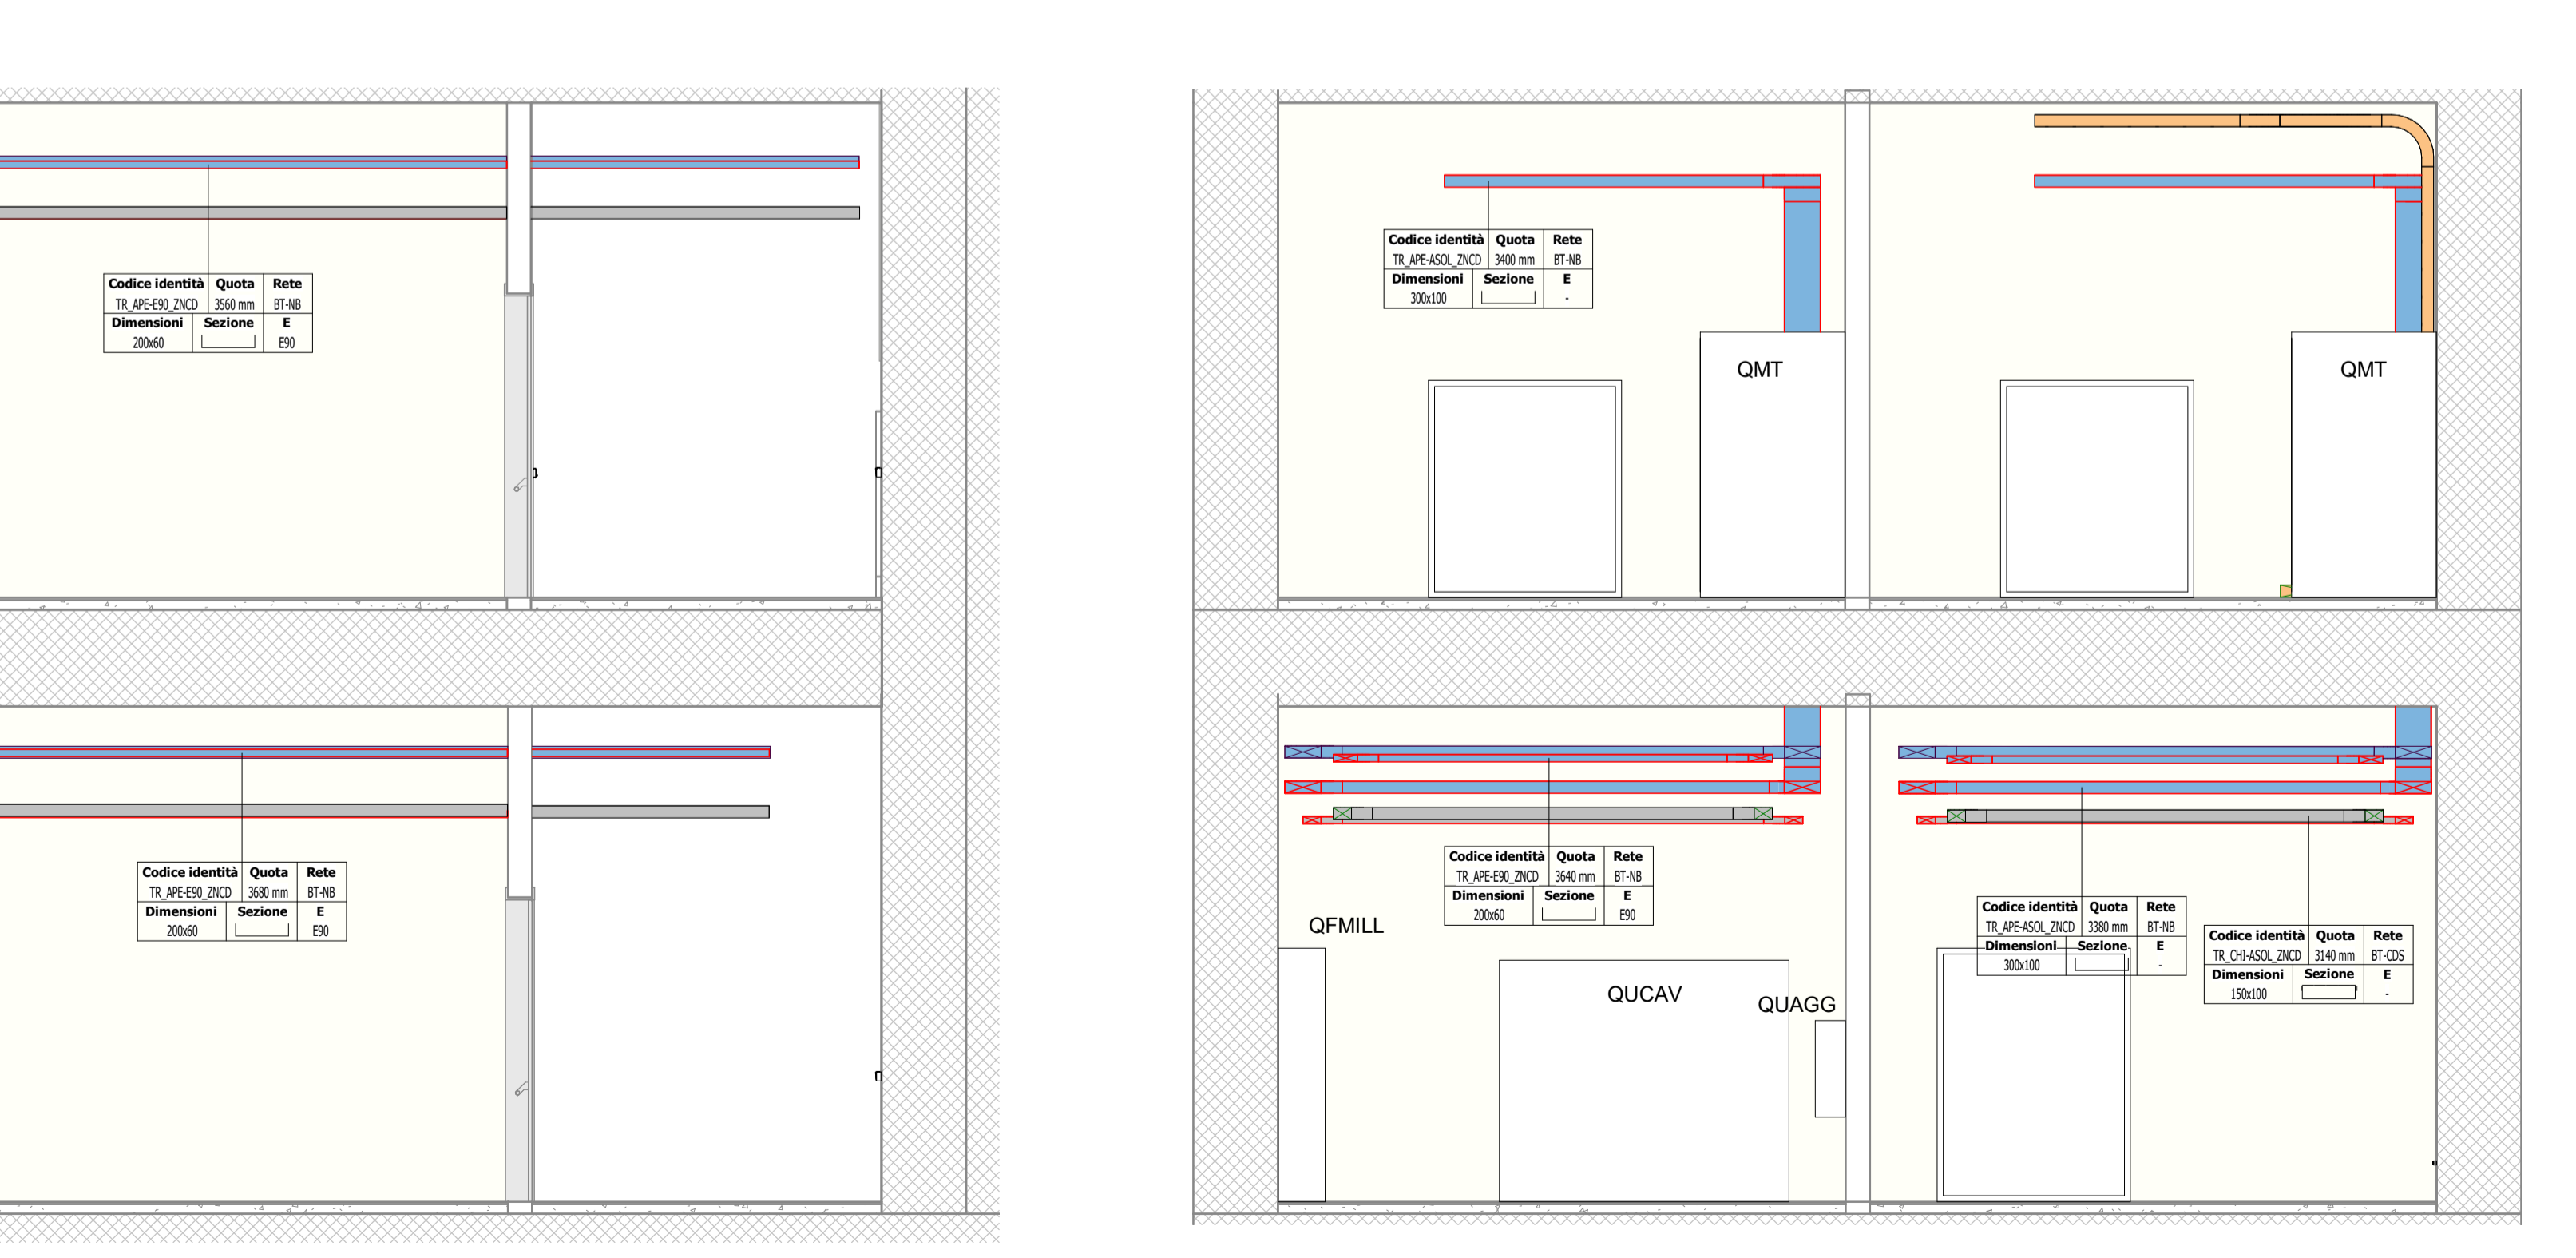 Codice identità Quota Rete
TR_APE-E90_ZNCD 3560 mm BT-NB
Dimensioni Sezione E
200x60 E90
Codice identità Quota Rete
TR_APE-ASOL_ZNCD 3400 mm BT-NB
Dimensioni Sezione E
300x100 -
QMT
QMT
Codice identità Quota Rete
TR_APE-E90_ZNCD 3680 mm BT-NB
Dimensioni Sezione E
200x60 E90
Codice identità Quota Rete
TR_APE-E90_ZNCD 3640 mm BT-NB
Dimensioni Sezione E
200x60 E90
QFMILL
QUCAV
QUAGG
Codice identità Quota Rete
TR_APE-ASOL_ZNCD 3380 mm BT-NB
Dimensioni Sezione E
300x100 -
Codice identità Quota Rete
TR_CHI-ASOL_ZNCD 3140 mm BT-CDS
Dimensioni Sezione E
150x100 -